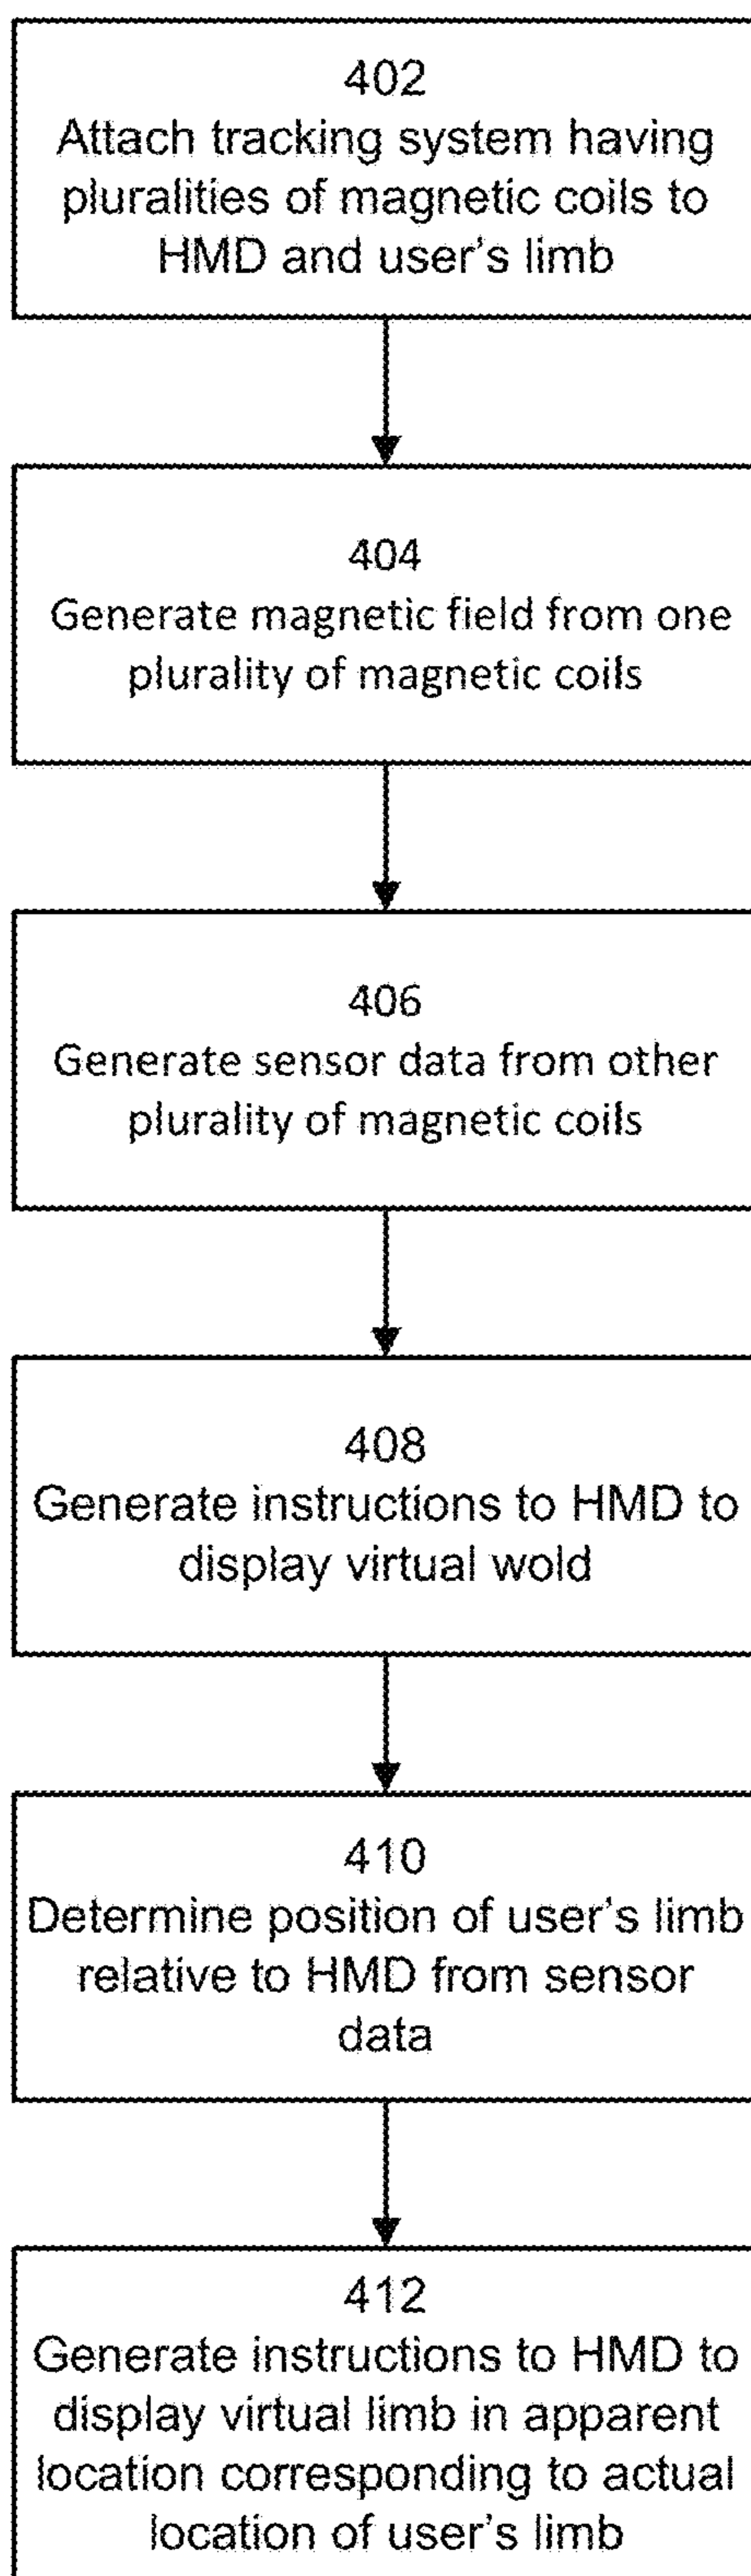 402
Attach tracking system having
pluralities of magnetic coils to
HMD and user's limb
404
Generate magnetic field from one
plurality of magnetic coils
406
Generate sensor data from other
plurality of magnetic coils
408
Generate instructions to HMD to
display virtual wold
410
Determine position of user's limb
relative to HMD from sensor
data
412
Generate instructions to HMD to
display virtual limb in apparent
location corresponding to actual
location of user's limb